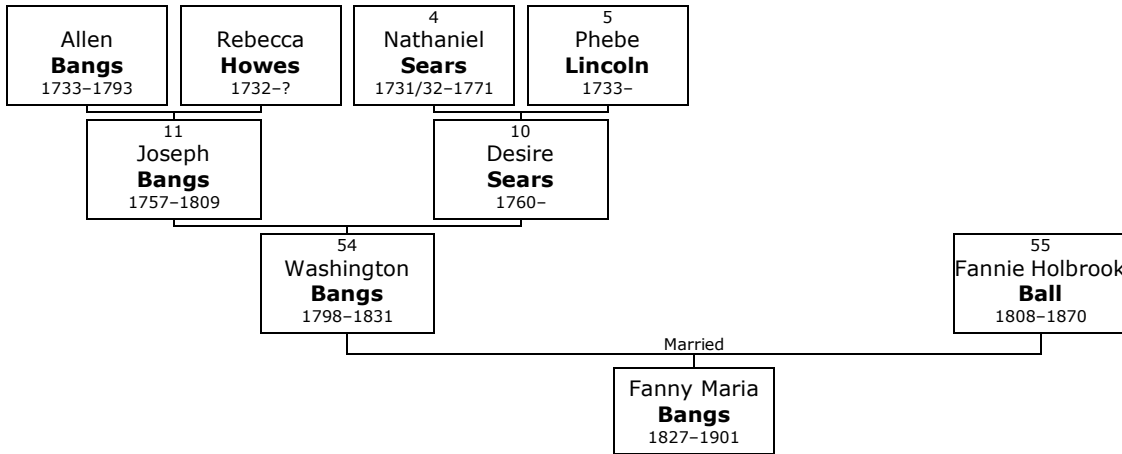 Allen
Bangs
1733–1793
Rebecca
Howes
1732–?
4
Nathaniel
Sears
1731/32–1771
5
Phebe
Lincoln
1733–
11
Joseph
Bangs
1757–1809
10
Desire
Sears
1760–
54
Washington
Bangs
1798–1831
55
Fannie Holbrook
Ball
1808–1870
Married
Fanny Maria
Bangs
1827–1901